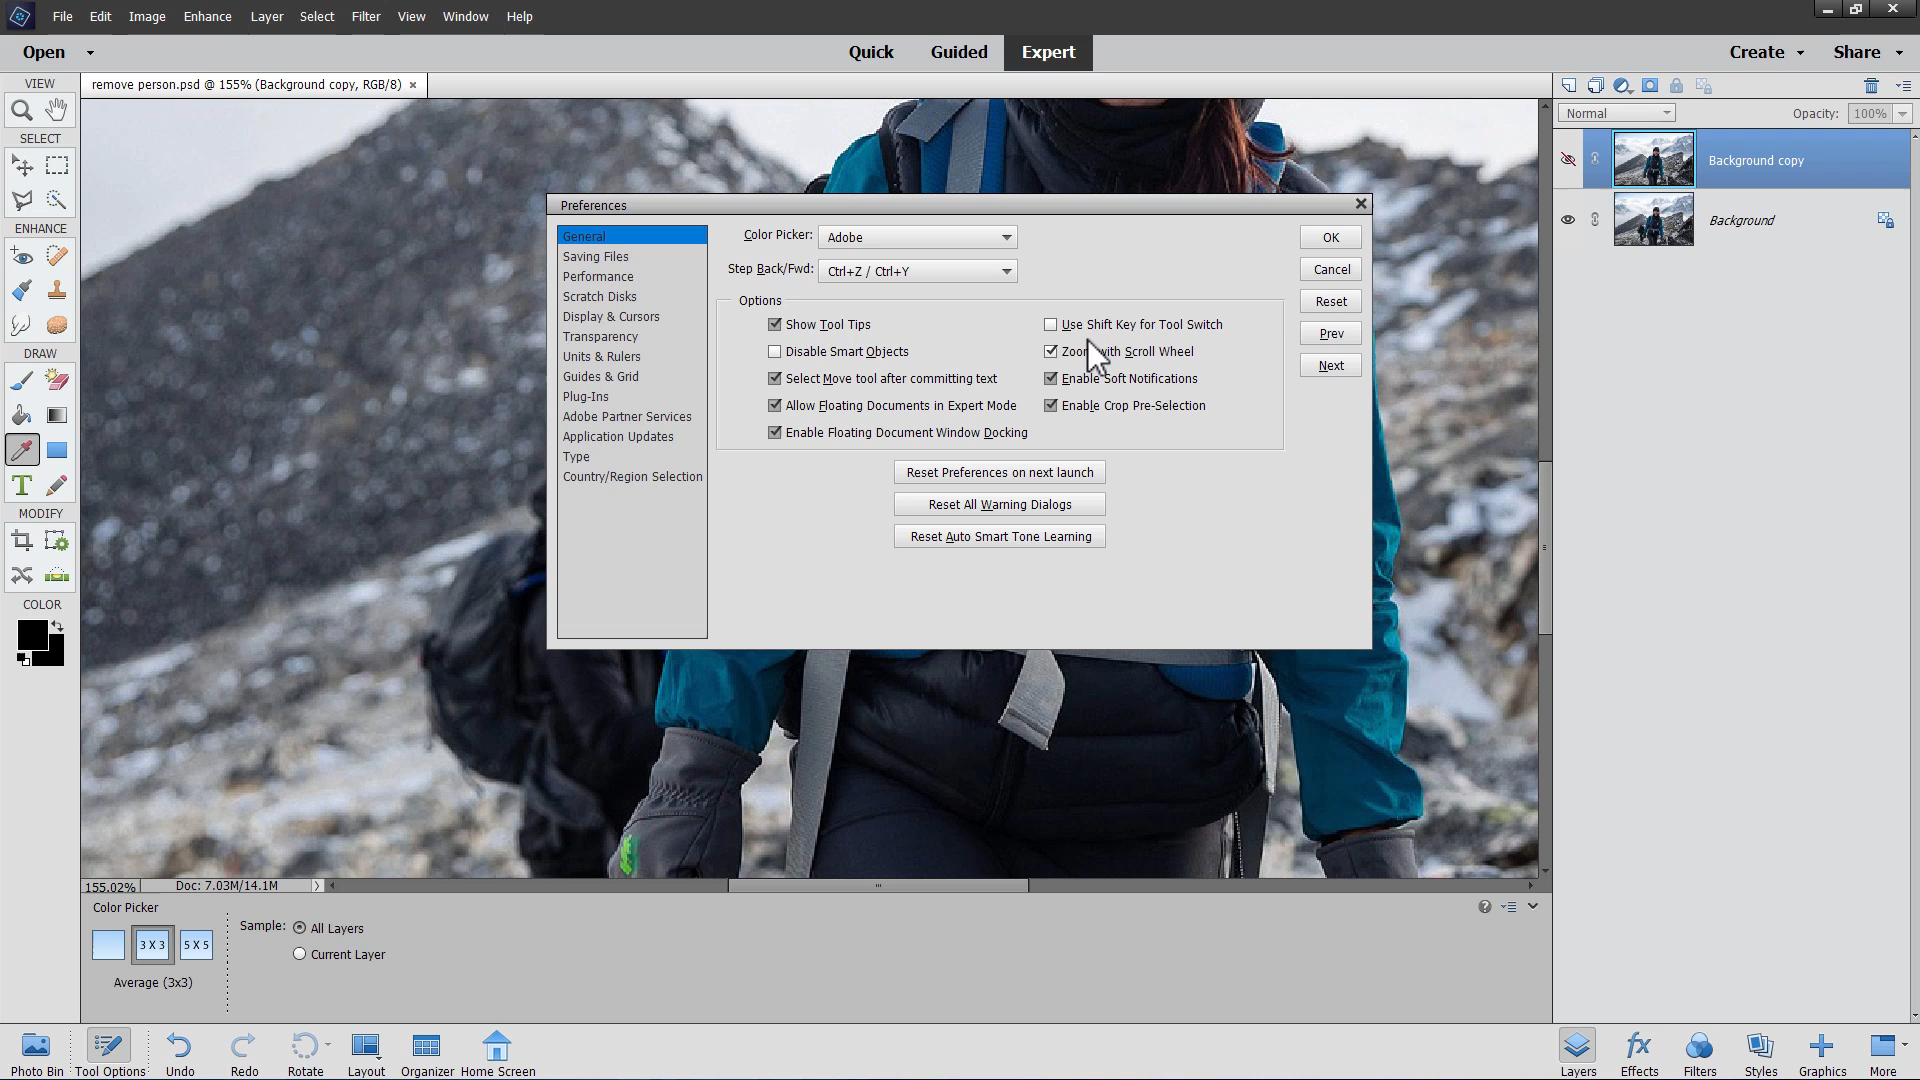 File Edit Image Enhance Layer Select Filter View Window Help
Open Quick Guided Expert Create Share
VIEW
remove person.psd @ 155% (Background copy, RGB/8) ×
SELECT
ENHANCE
DRAW
MODIFY
COLOR
T
Normal Opacity: 100%
Background copy
Background
Preferences
General
Saving Files
Performance
Scratch Disks
Display & Cursors
Transparency
Units & Rulers
Guides & Grid
Plug-Ins
Adobe Partner Services
Application Updates
Type
Country/Region Selection
Color Picker: Adobe
Step Back/Fwd: Ctrl+Z / Ctrl+Y
Options
Show Tool Tips
Disable Smart Objects
Select Move tool after committing text
Allow Floating Documents in Expert Mode
Enable Floating Document Window Docking
Use Shift Key for Tool Switch
Zoom with Scroll Wheel
Enable Soft Notifications
Enable Crop Pre-Selection
Reset Preferences on next launch
Reset All Warning Dialogs
Reset Auto Smart Tone Learning
OK
Cancel
Reset
Prev
Next
155.02% Doc: 7.03M/14.1M
Color Picker
3 X 3 5 X 5
Average (3x3)
Sample: All Layers
Current Layer
Photo Bin Tool Options Undo Redo Rotate Layout Organizer Home Screen
fx
Layers Effects Filters Styles Graphics More